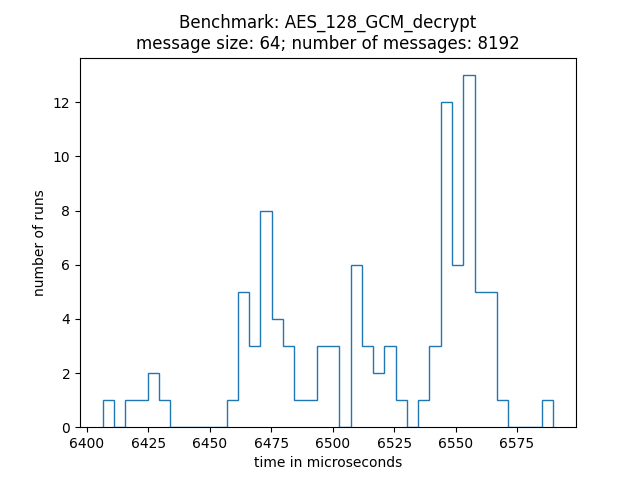 Benchmark: AES_128_GCM_decrypt
message size: 64; number of messages: 8192
12
10
8
6
4
2
0
number of runs
6400 6425 6450 6475 6500 6525 6550 6575
time in microseconds